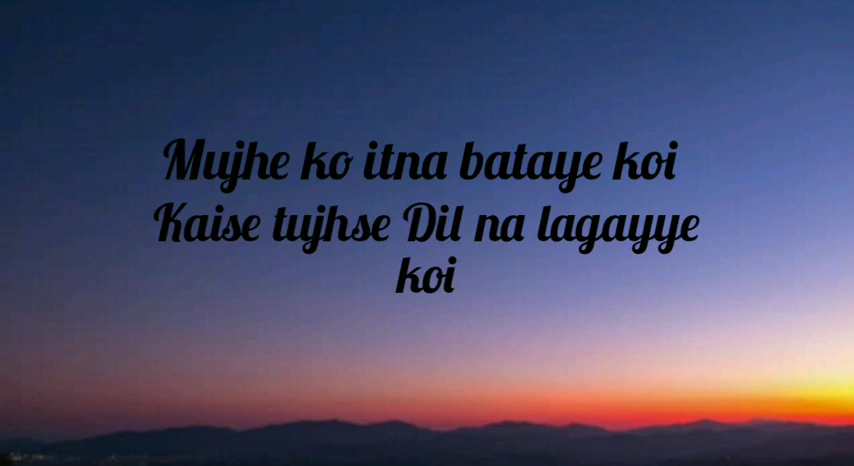 Mujhe ko itna bataye koi
Kaise tujhse Dil na lagayye
koi